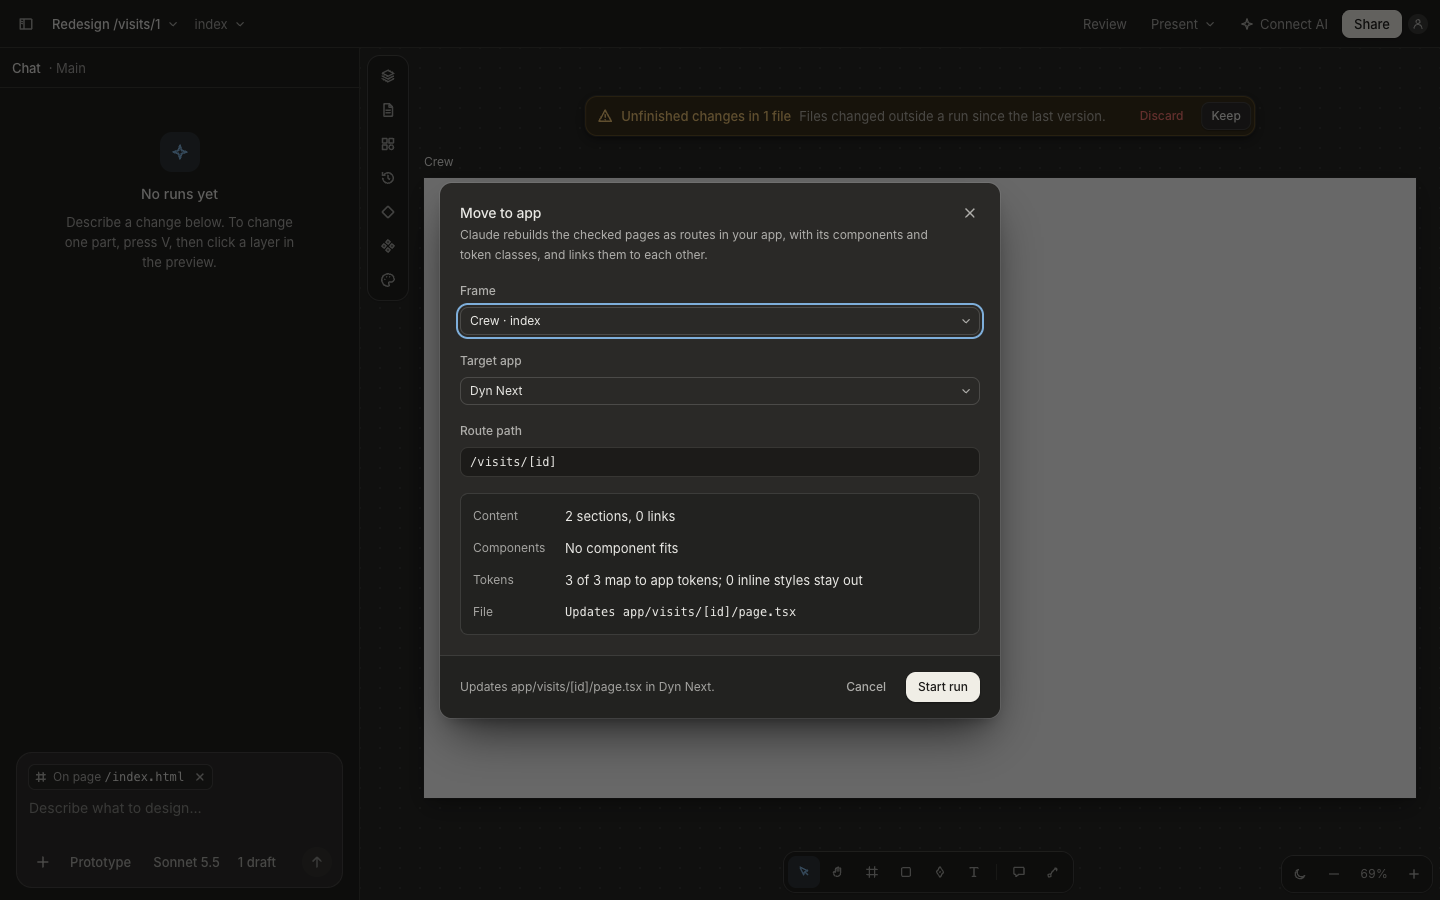 Redesign /visits/1
index
Review
Present
Connect AI
Share
Chat · Main
Unfinished changes in 1 file Files changed outside a run since the last version.
Discard
Keep
No runs yet
Describe a change below. To change
one part, press V, then click a layer in
the preview.
Crew
Move to app
Claude rebuilds the checked pages as routes in your app, with its components and
token classes, and links them to each other.
Frame
Crew · index
Target app
Dyn Next
Route path
/visits/[id]
Content 2 sections, 0 links
Components No component fits
Tokens 3 of 3 map to app tokens; 0 inline styles stay out
File Updates app/visits/[id]/page.tsx
Updates app/visits/[id]/page.tsx in Dyn Next.
Cancel
Start run
On page /index.html
Describe what to design...
Prototype
Sonnet 5.5
1 draft
69%